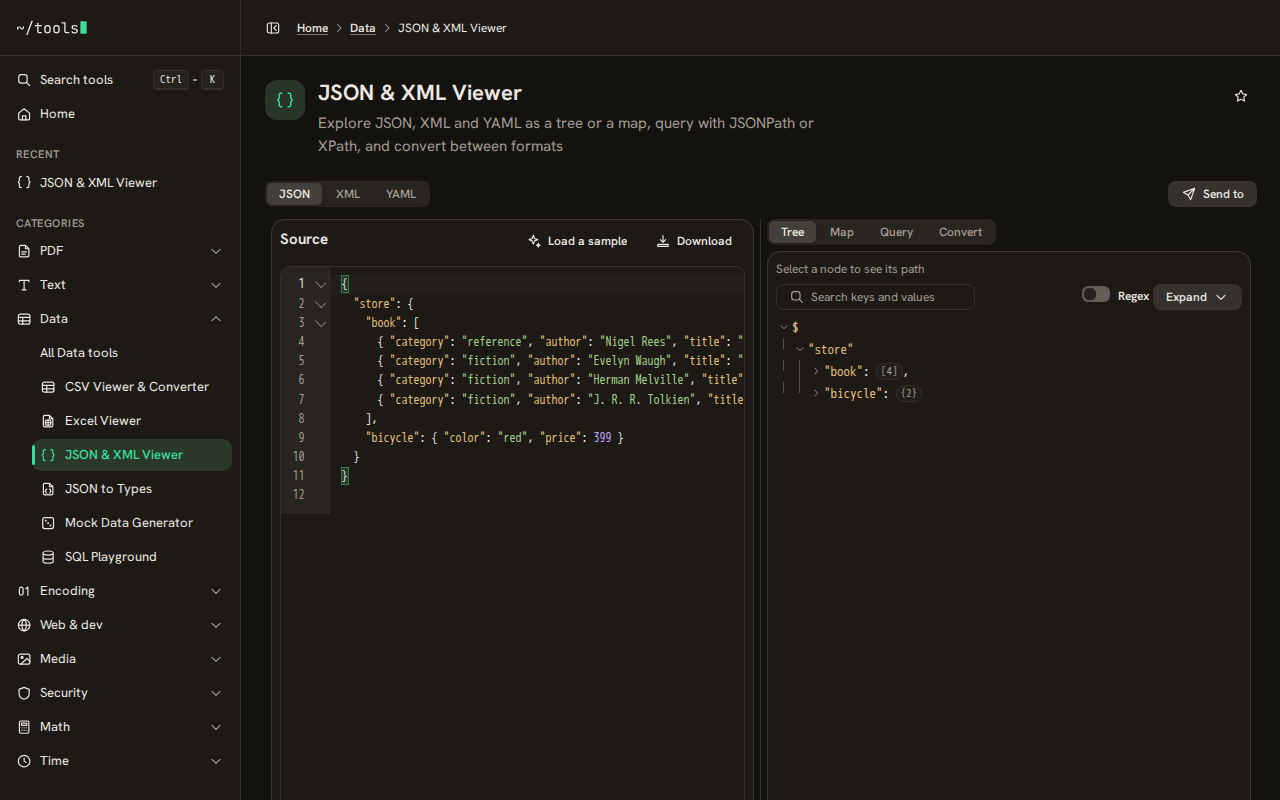 ~/tools
Search tools Ctrl - K
Home
RECENT
JSON & XML Viewer
CATEGORIES
PDF
Text
Data
All Data tools
CSV Viewer & Converter
Excel Viewer
JSON & XML Viewer
JSON to Types
Mock Data Generator
SQL Playground
Encoding
Web & dev
Media
Security
Math
Time
Home > Data > JSON & XML Viewer
JSON & XML Viewer
Explore JSON, XML and YAML as a tree or a map, query with JSONPath or
XPath, and convert between formats
JSON XML YAML
Send to
Source
Load a sample
Download
1 {
2 "store": {
3 "book": [
4 { "category": "reference", "author": "Nigel Rees", "title": "
5 { "category": "fiction", "author": "Evelyn Waugh", "title": "
6 { "category": "fiction", "author": "Herman Melville", "title"
7 { "category": "fiction", "author": "J. R. R. Tolkien", "title
8 ],
9 "bicycle": { "color": "red", "price": 399 }
10 }
11 }
12
Tree Map Query Convert
Select a node to see its path
Search keys and values
Regex
Expand
$
"store"
"book": [4],
"bicycle": {2}